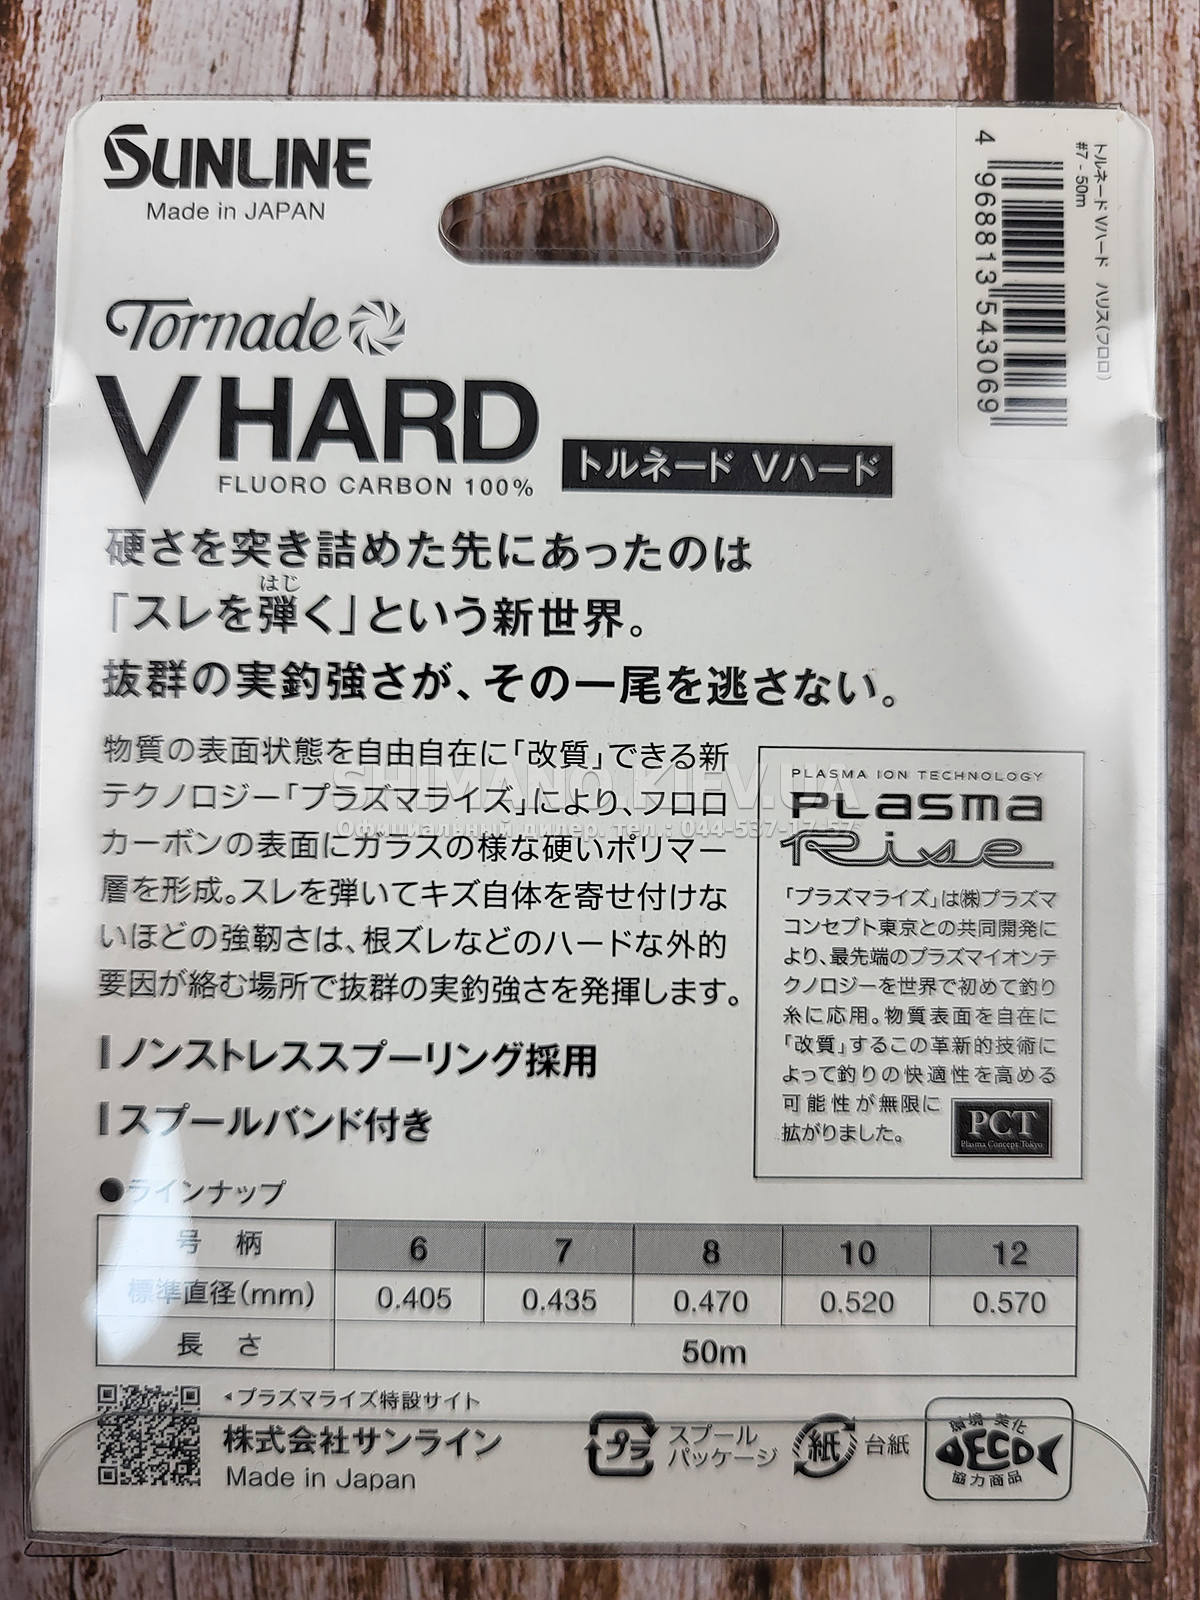 SUNLINE
Made in JAPAN
トルネード Vハード ハリス(フロロ)
#7 - 50m
4 968813 543069
Tornado
V HARD
FLUORO CARBON 100%
トルネード Vハード
硬さを突き詰めた先にあったのは
はじ
「スレを弾く」という新世界。
抜群の実釣強さが、その一尾を逃さない。
物質の表面状態を自由自在に「改質」できる新
テクノロジー「プラズマライズ」により、フロロ
カーボンの表面にガラスの様な硬いポリマー
層を形成。スレを弾いてキズ自体を寄せ付けな
いほどの強靭さは、根ズレなどのハードな外的
要因が絡む場所で抜群の実釣強さを発揮します。
SHIMANO.KIEV.UA
Официальный дилер. тел.: 044-537-17-57
ノンストレススプーリング採用
スプールバンド付き
PLASMA ION TECHNOLOGY
PLasma
Rise
「プラズマライズ」は㈱プラズマ
コンセプト東京との共同開発に
より、最先端のプラズマイオンテ
クノロジーを世界で初めて釣り
糸に応用。物質表面を自在に
「改質」するこの革新的技術に
よって釣りの快適性を高める
可能性が無限に
拡がりました。
PCT
Plasma Concept Tokyo
●ラインナップ
号 柄 6 7 8 10 12
標準直径(mm) 0.405 0.435 0.470 0.520 0.570
長 さ 50m
プラズマライズ特設サイト
株式会社サンライン
Made in Japan
プラ
スプール
パッケージ
紙
台紙
環境・美化
ECO
協力商品